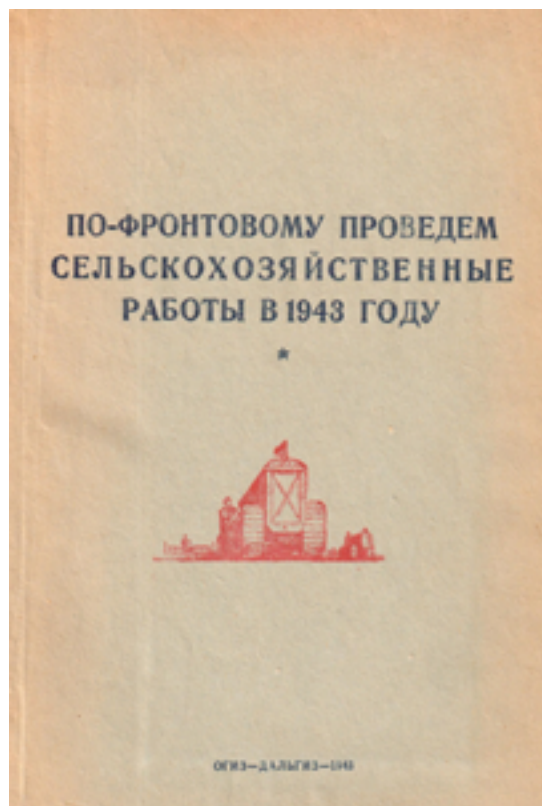 ПО-ФРОНТОВОМУ ПРОВЕДЕМ
СЕЛЬСКОХОЗЯЙСТВЕННЫЕ
РАБОТЫ В 1943 ГОДУ
*
ОГИЗ—ДАЛЬГИЗ—1943